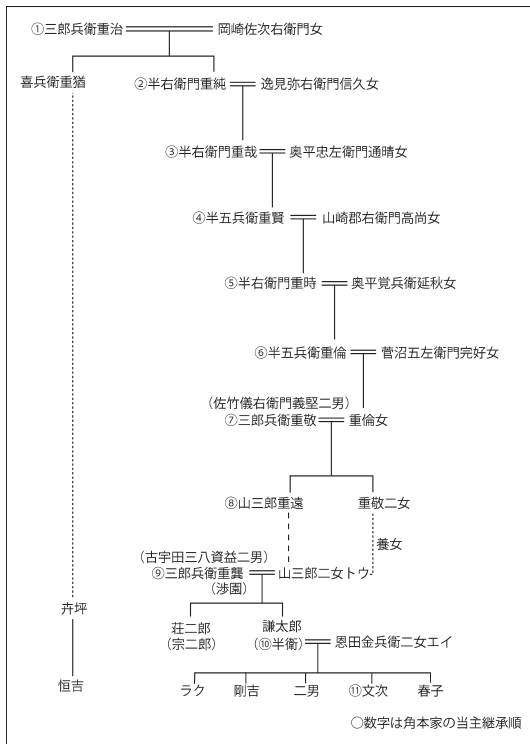 ①三郎兵衛重治 岡崎佐次右衛門女
喜兵衛重猶 ②半右衛門重純 逸見弥右衛門信久女
③半右衛門重哉 奥平忠左衛門通晴女
④半五兵衛重賢 山崎郡右衛門高尚女
⑤半右衛門重時 奥平覚兵衛延秋女
⑥半五兵衛重倫 菅沼五左衛門完好女
(佐竹儀右衛門義堅二男)
⑦三郎兵衛重敬 重倫女
⑧山三郎重遠 重敬二女
養女
(古宇田三八資益二男)
⑨三郎兵衛重龔 山三郎二女トウ
(渉園)
卉坪
荘二郎 謙太郎
(宗二郎) (⑩半衛) 恩田金兵衛二女エイ
恒吉 ラク 剛吉 二男 ⑪文次 春子
○数字は角本家の当主継承順